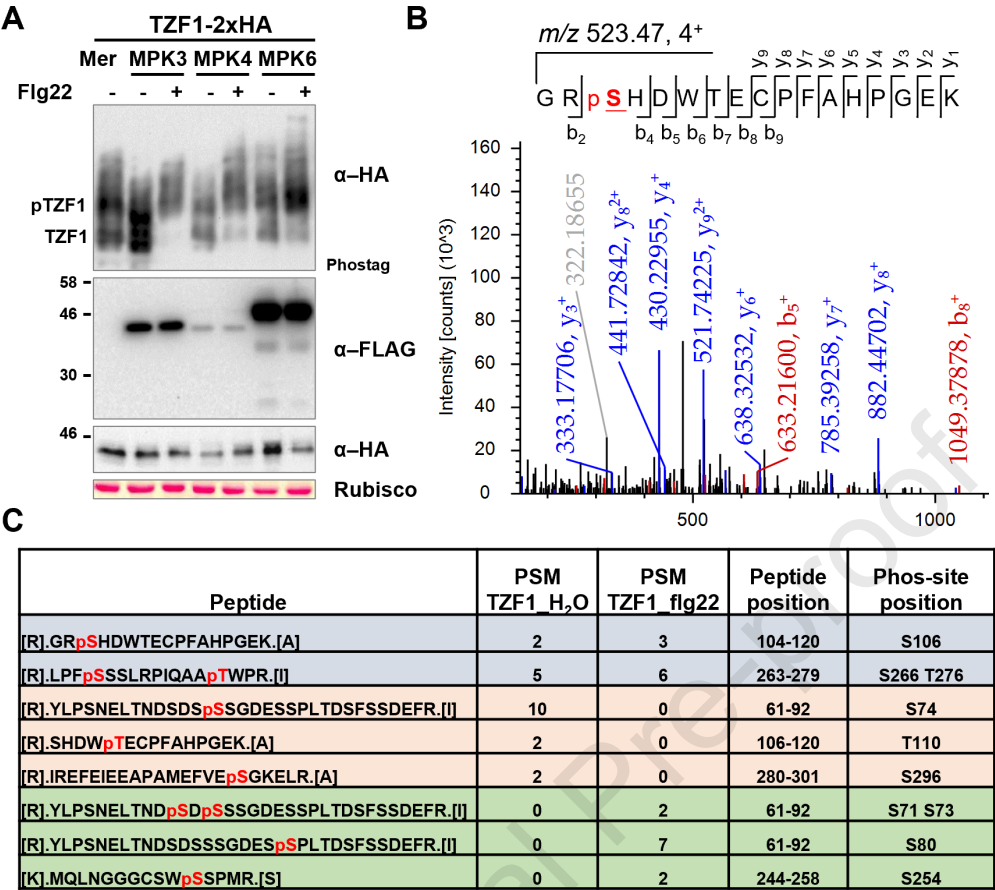 A
TZF1-2xHA
Mer MPK3 MPK4 MPK6
Flg22 - - + - + - +
α–HA
pTZF1
TZF1
Phostag
58
46
α–FLAG
30
46
α–HA
Rubisco
B
m/z 523.47, 4+
y9 y8 y7 y6 y5 y4 y3 y2 y1
G R p S H D W T E C P F A H P G E K
b2 b4 b5 b6 b7 b8 b9
Intensity [counts] (10^3)
160
140
120
100
80
60
40
20
0
500 1000
333.17706, y3+
322.18655
441.72842, y8 2+
430.22955, y4+
521.74225, y9 2+
638.32532, y6+
633.21600, b5+
785.39258, y7+
882.44702, y8+
1049.37878, b8+
C
Peptide PSM TZF1_H2O PSM TZF1_flg22 Peptide position Phos-site position
[R].GRpSHDWTECPFAHPGEK.[A] 2 3 104-120 S106
[R].LPFpSSSLRPIQAApTWPR.[I] 5 6 263-279 S266 T276
[R].YLPSNELTNDSDSpSSGDESSPLTDSFSSDEFR.[I] 10 0 61-92 S74
[R].SHDWpTECPFAHPGEK.[A] 2 0 106-120 T110
[R].IREFEIEEAPAMEFVEpSGKELR.[A] 2 0 280-301 S296
[R].YLPSNELTNDpSDpSSSGDESSPLTDSFSSDEFR.[I] 0 2 61-92 S71 S73
[R].YLPSNELTNDSDSSSGDESpSPLTDSFSSDEFR.[I] 0 7 61-92 S80
[K].MQLNGGGCSWpSSPMR.[S] 0 2 244-258 S254
al Pre-proof